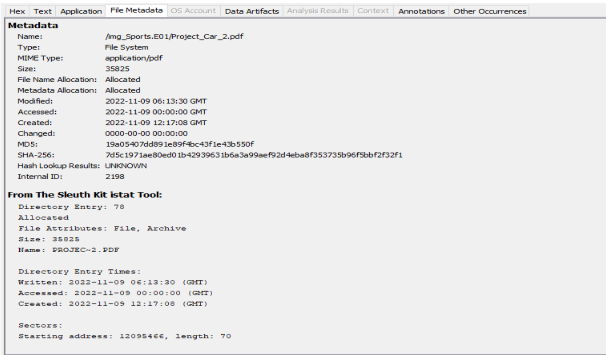 Hex Text Application File Metadata OS Account Data Artifacts Analysis Results Context Annotations Other Occurrences
Metadata
Name: /img_Sports.E01/Project_Car_2.pdf
Type: File System
MIME Type: application/pdf
Size: 35825
File Name Allocation: Allocated
Metadata Allocation: Allocated
Modified: 2022-11-09 06:13:30 GMT
Accessed: 2022-11-09 00:00:00 GMT
Created: 2022-11-09 12:17:08 GMT
Changed: 0000-00-00 00:00:00
MD5: 19a05407dd891e89f4bc43f1e43b550f
SHA-256: 7d5c1971ae80ed01b42939631b6a3a99aef92d4eba8f353735b96f5bbf2f32f1
Hash Lookup Results: UNKNOWN
Internal ID: 2198
From The Sleuth Kit istat Tool:
Directory Entry: 78
Allocated
File Attributes: File, Archive
Size: 35825
Name: PROJEC~2.PDF
Directory Entry Times:
Written: 2022-11-09 06:13:30 (GMT)
Accessed: 2022-11-09 00:00:00 (GMT)
Created: 2022-11-09 12:17:08 (GMT)
Sectors:
Starting address: 12095466, length: 70